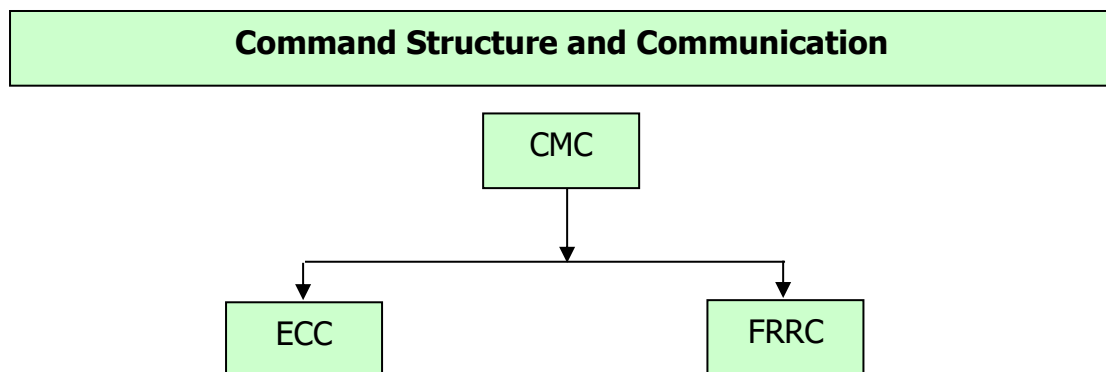 Command Structure and Communication
CMC
ECC
FRRC